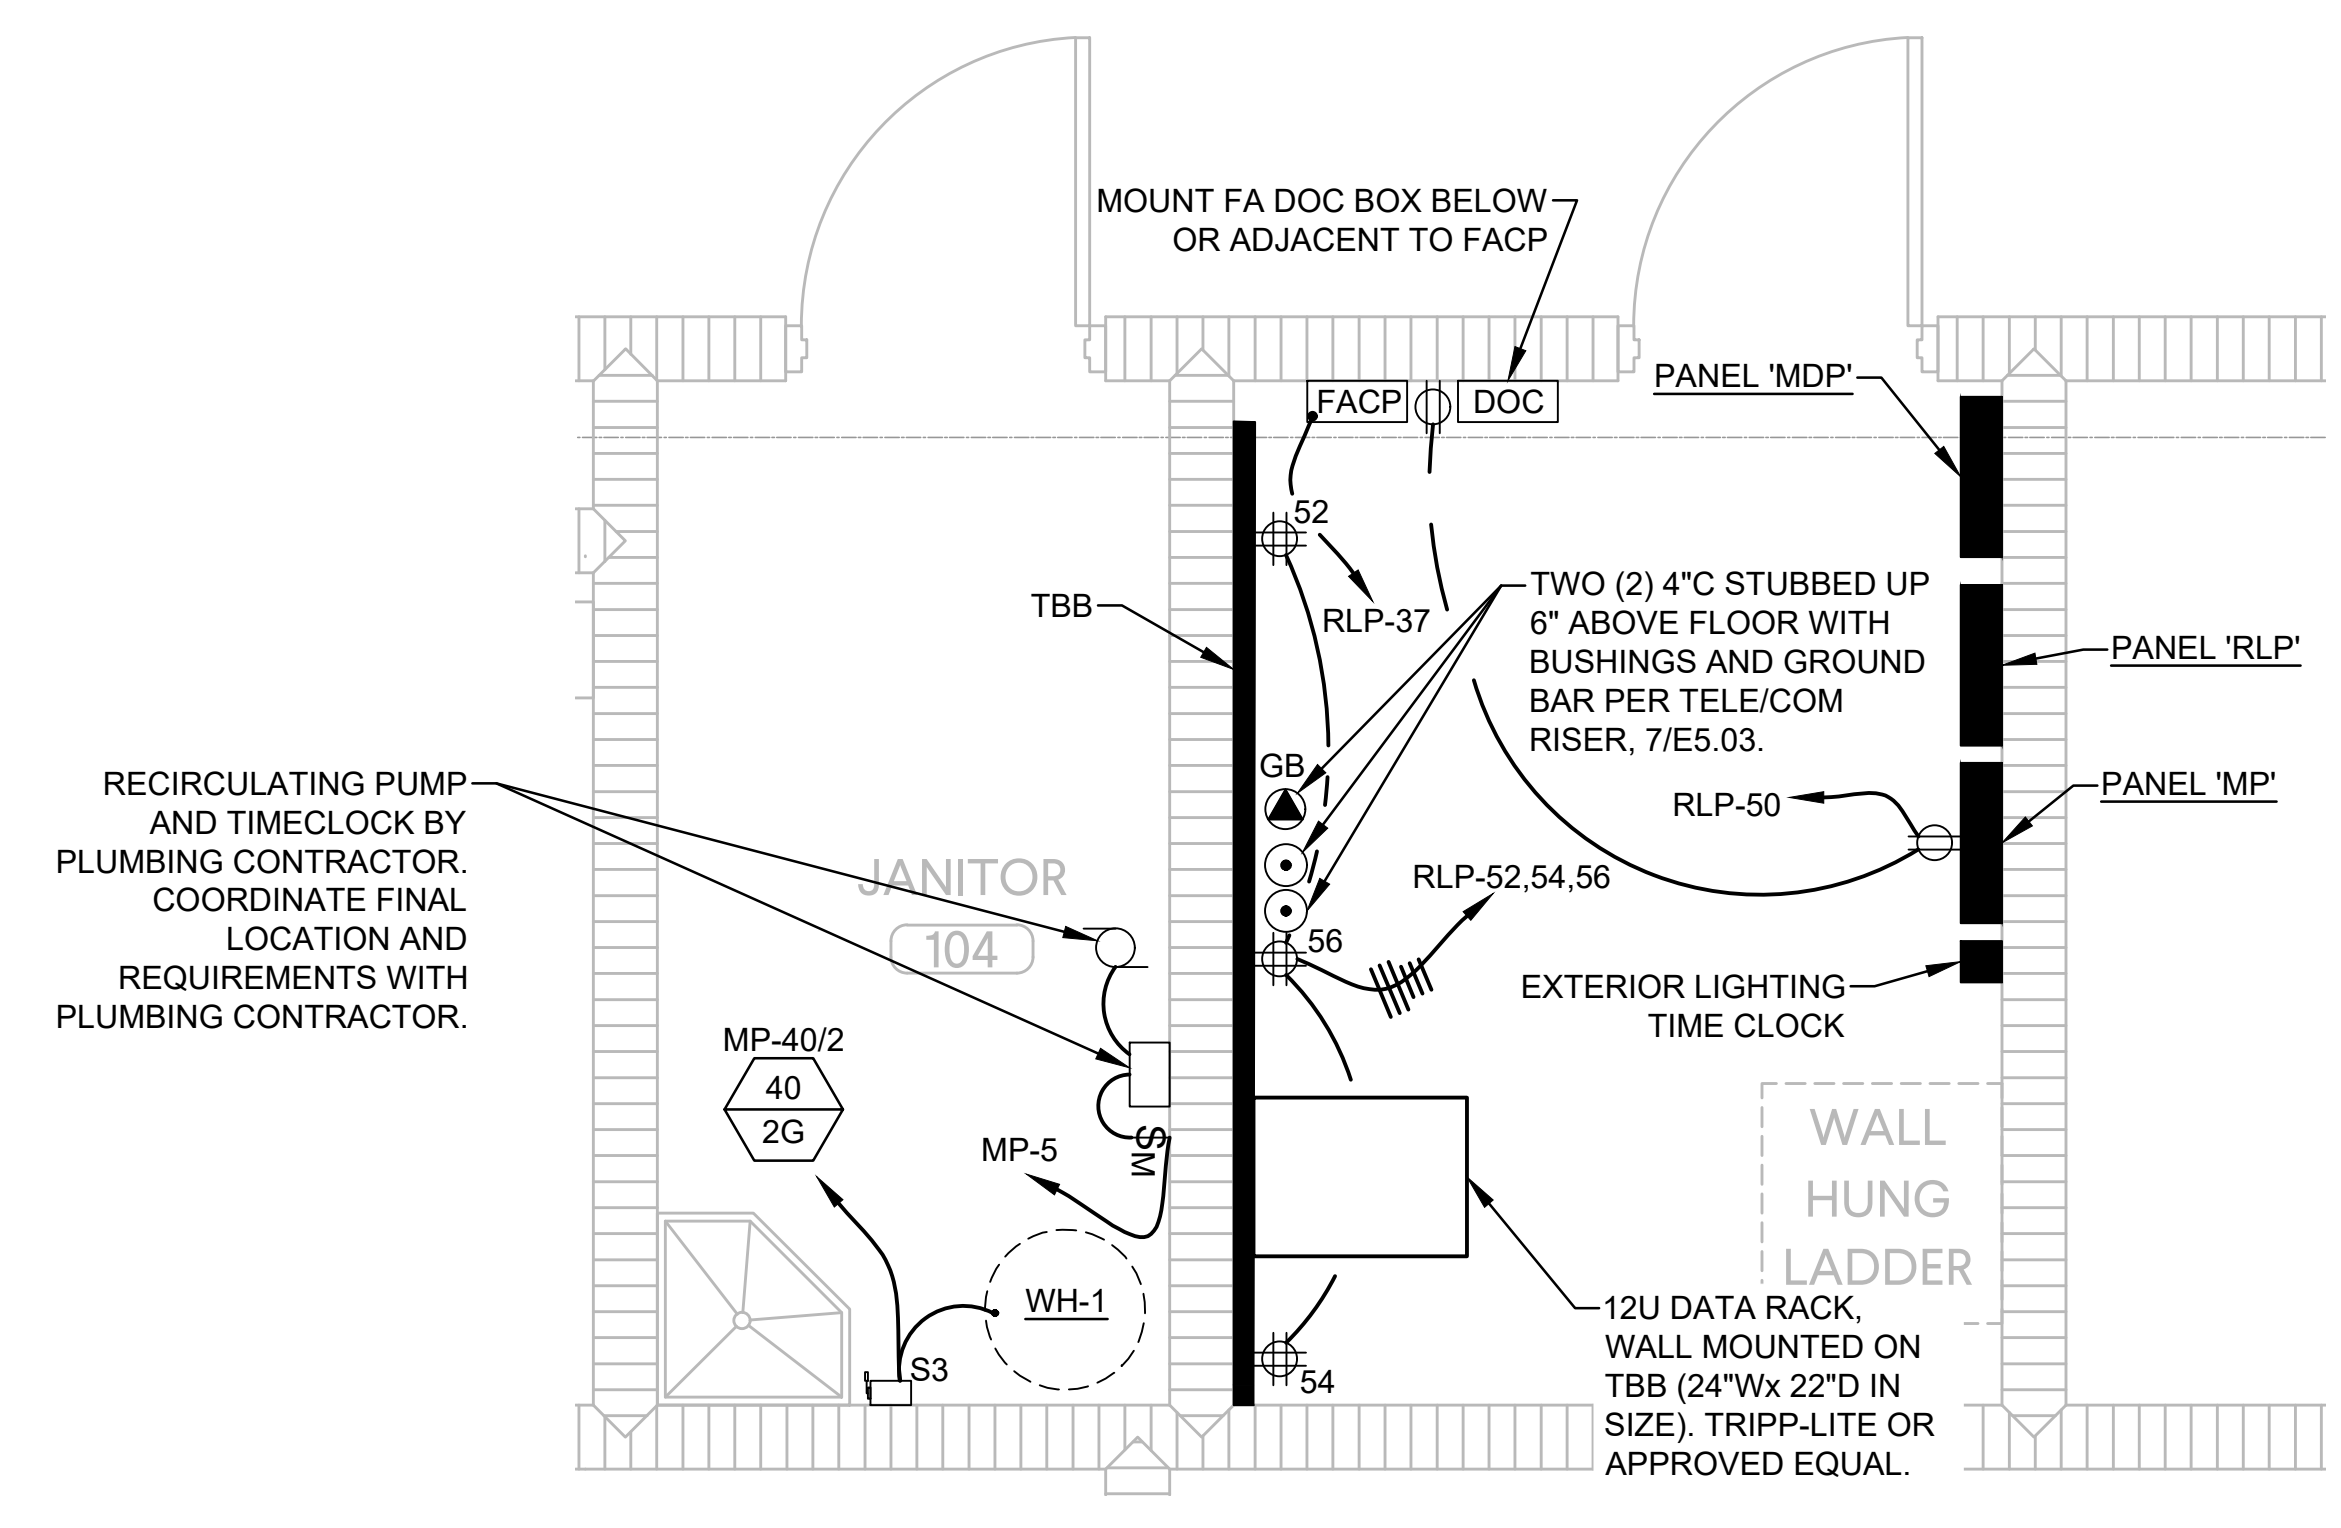 MOUNT FA DOC BOX BELOW
OR ADJACENT TO FACP
PANEL 'MDP'
FACP
DOC
52
TBB
RLP-37
TWO (2) 4"C STUBBED UP
6" ABOVE FLOOR WITH
BUSHINGS AND GROUND
BAR PER TELE/COM
RISER, 7/E5.03.
PANEL 'RLP'
GB
RECIRCULATING PUMP
AND TIMECLOCK BY
PLUMBING CONTRACTOR.
COORDINATE FINAL
LOCATION AND
REQUIREMENTS WITH
PLUMBING CONTRACTOR.
PANEL 'MP'
RLP-50
JANITOR
104
RLP-52,54,56
56
EXTERIOR LIGHTING
TIME CLOCK
MP-40/2
40
2G
MP-5
SM
WALL
HUNG
LADDER
WH-1
S3
54
12U DATA RACK,
WALL MOUNTED ON
TBB (24"Wx 22"D IN
SIZE). TRIPP-LITE OR
APPROVED EQUAL.